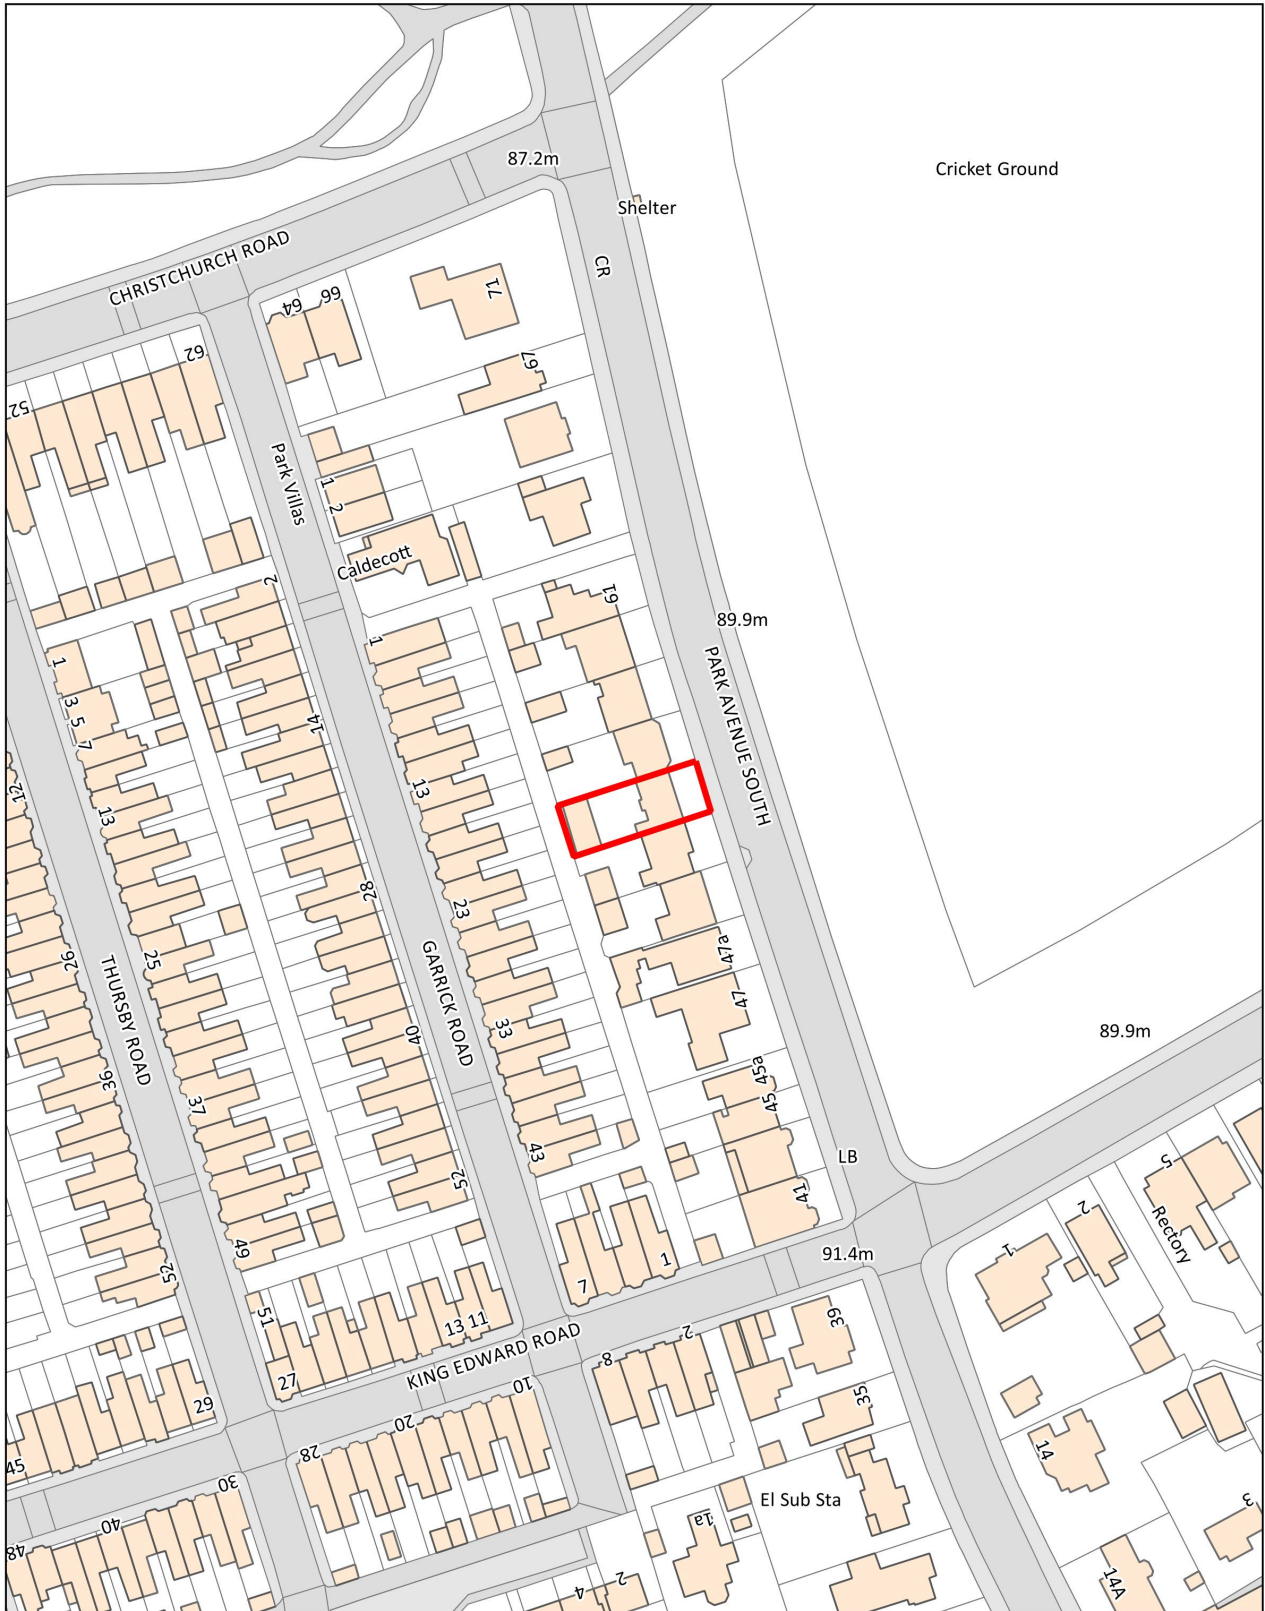 87.2m
Cricket Ground
Shelter
CHRISTCHURCH ROAD
CR
71
64
66
62
67
52
Park Villas
1
2
Caldecott
2
61
89.9m
1
1
3
5
7
14
PARK AVENUE SOUTH
12
13
13
28
23
47a
26
25
THURSBY ROAD
GARRICK ROAD
47
33
40
89.9m
36
45a
45
37
43
LB
52
41
5
2
Rectory
49
91.4m
1
52
7
1
51
13 11
KING EDWARD ROAD
2
39
8
27
10
35
29
20
28
14
45
30
El Sub Sta
1a
40
48
3
2
4
14A